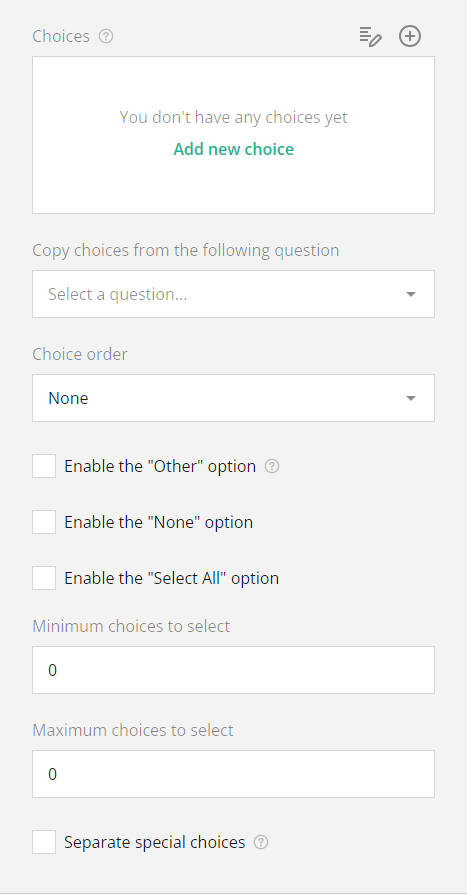 Choices
You don't have any choices yet
Add new choice
Copy choices from the following question
Select a question...
Choice order
None
Enable the "Other" option
Enable the "None" option
Enable the "Select All" option
Minimum choices to select
0
Maximum choices to select
0
Separate special choices